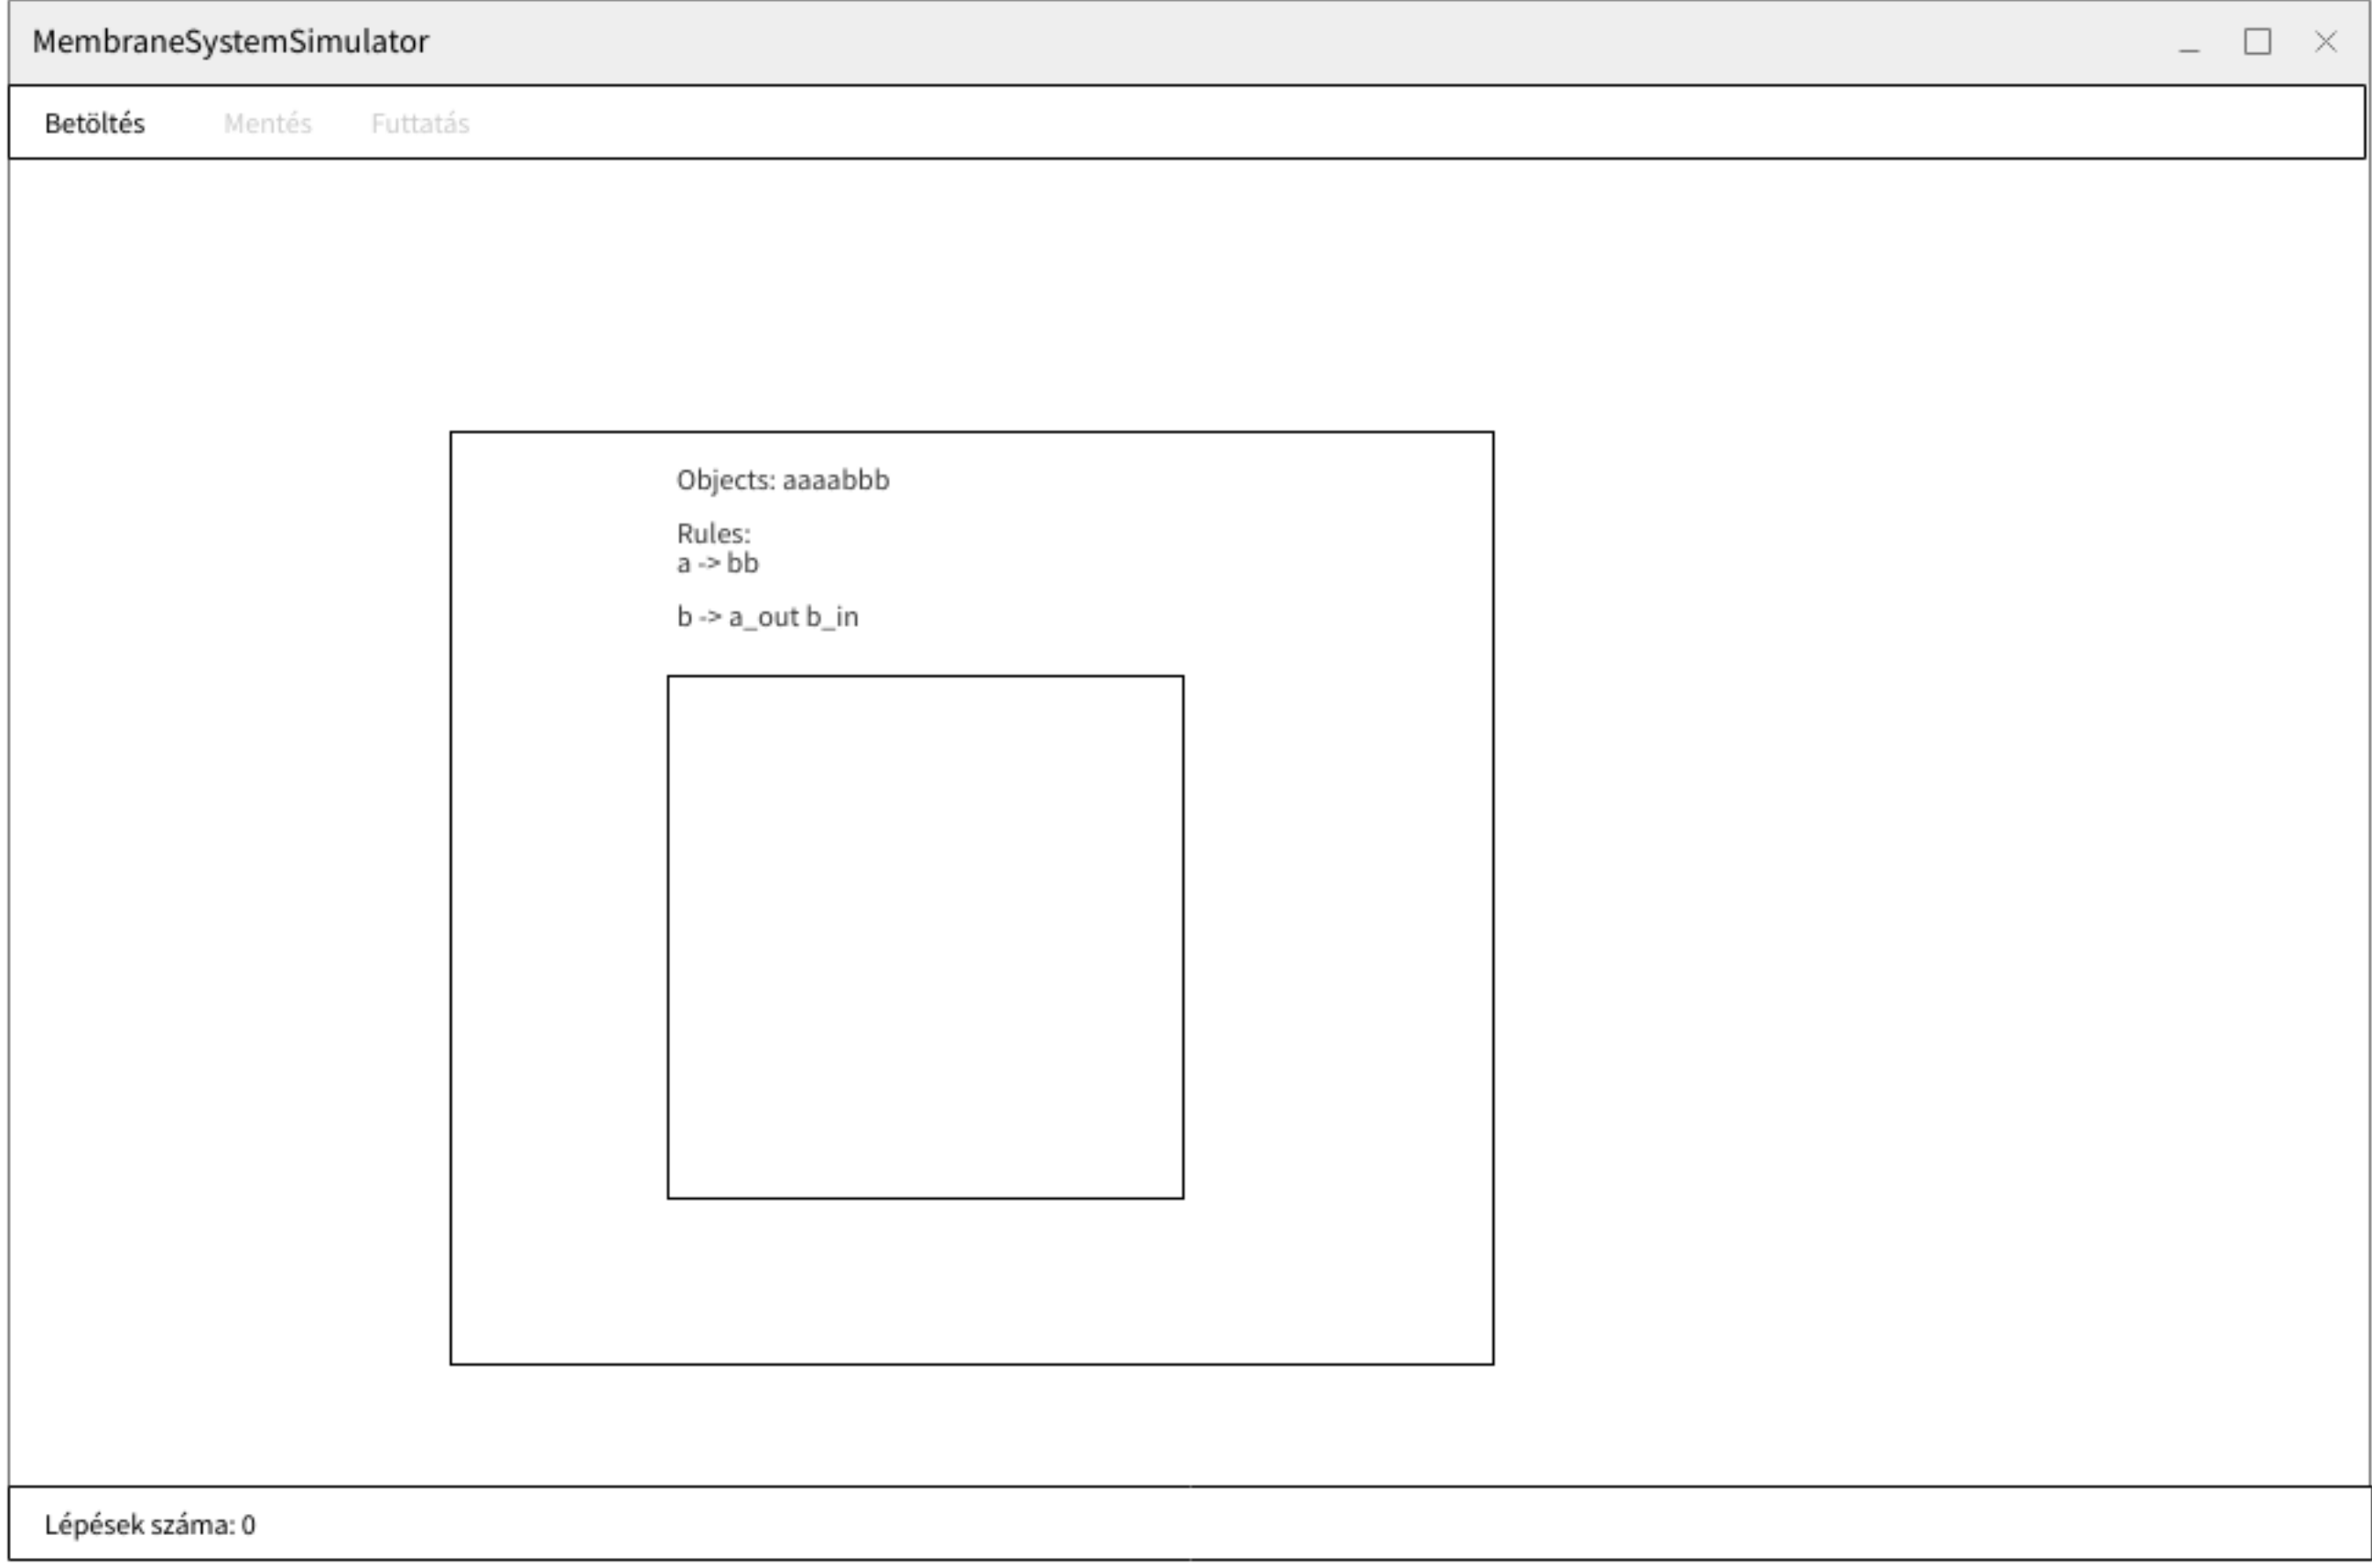 MembraneSystemSimulator
Betöltés Mentés Futtatás
Objects: aaaabbb
Rules:
a -> bb
b -> a_out b_in
Lépések száma: 0